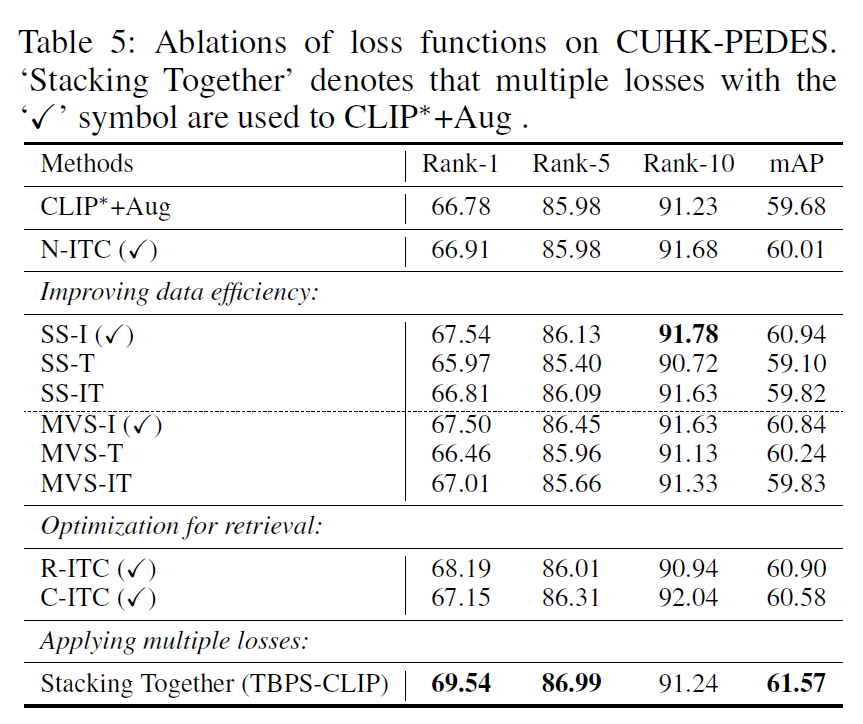 Table 5: Ablations of loss functions on CUHK-PEDES.
‘Stacking Together’ denotes that multiple losses with the
‘✓’ symbol are used to CLIP*+Aug .
Methods Rank-1 Rank-5 Rank-10 mAP
CLIP*+Aug 66.78 85.98 91.23 59.68
N-ITC (✓) 66.91 85.98 91.68 60.01
Improving data efficiency:
SS-I (✓) 67.54 86.13 91.78 60.94
SS-T 65.97 85.40 90.72 59.10
SS-IT 66.81 86.09 91.63 59.82
MVS-I (✓) 67.50 86.45 91.63 60.84
MVS-T 66.46 85.96 91.13 60.24
MVS-IT 67.01 85.66 91.33 59.83
Optimization for retrieval:
R-ITC (✓) 68.19 86.01 90.94 60.90
C-ITC (✓) 67.15 86.31 92.04 60.58
Applying multiple losses:
Stacking Together (TBPS-CLIP) 69.54 86.99 91.24 61.57